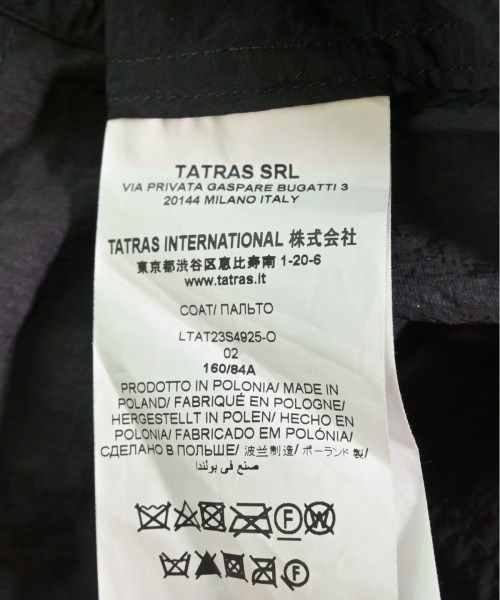 TATRAS SRL
VIA PRIVATA GASPARE BUGATTI 3
20144 MILANO ITALY
TATRAS INTERNATIONAL 株式会社
東京都渋谷区恵比寿南 1-20-6
www.tatras.it
COAT/ ПАЛЬТО
LTAT23S4925-O
02
160/84A
PRODOTTO IN POLONIA/ MADE IN
POLAND/ FABRIQUÉ EN POLOGNE/
HERGESTELLT IN POLEN/ HECHO EN
POLONIA/ FABRICADO EM POLÓNIA/
СДЕЛАНО В ПОЛЬШЕ/ 波兰制造/ ポーランド製/
صنع في بولندا
F W
F